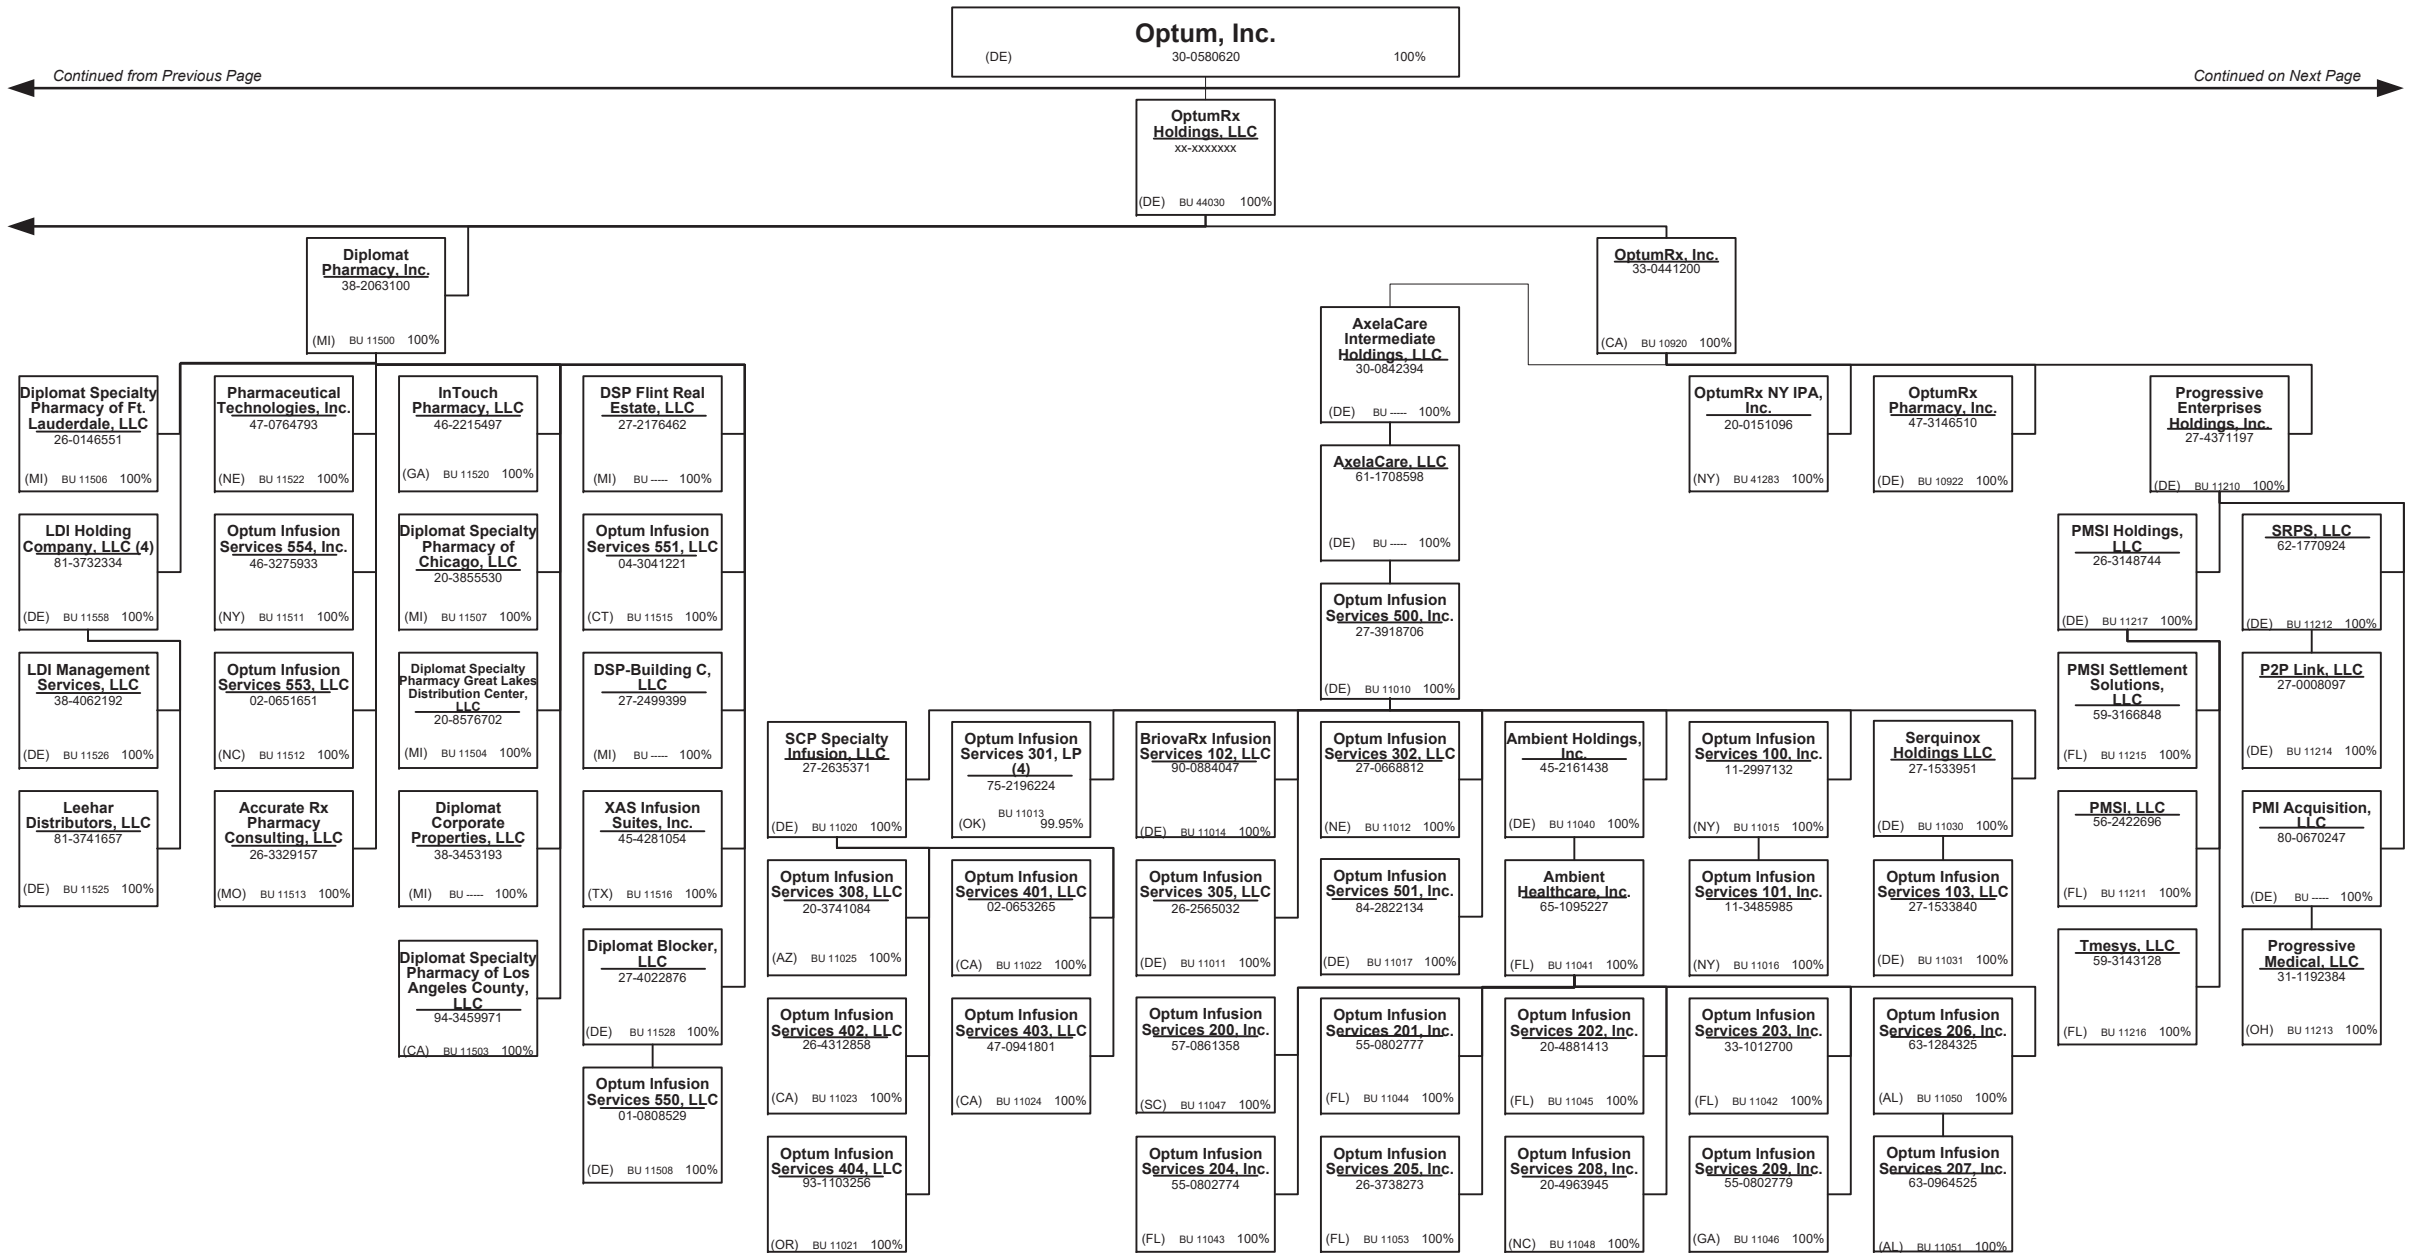 Optum, Inc.
(DE) 30-0580620 100%
Continued from Previous Page
Continued on Next Page
OptumRx
Holdings, LLC
xx-xxxxxxx
(DE) BU 44030 100%
Diplomat
Pharmacy, Inc.
38-2063100
(MI) BU 11500 100%
OptumRx, Inc.
33-0441200
(CA) BU 10920 100%
AxelaCare
Intermediate
Holdings, LLC
30-0842394
(DE) BU ----- 100%
Diplomat Specialty
Pharmacy of Ft.
Lauderdale, LLC
26-0146551
(MI) BU 11506 100%
Pharmaceutical
Technologies, Inc.
47-0764793
(NE) BU 11522 100%
InTouch
Pharmacy, LLC
46-2215497
(GA) BU 11520 100%
DSP Flint Real
Estate, LLC
27-2176462
(MI) BU ----- 100%
OptumRx NY IPA,
Inc.
20-0151096
(NY) BU 41283 100%
OptumRx
Pharmacy, Inc.
47-3146510
(DE) BU 10922 100%
Progressive
Enterprises
Holdings, Inc.
27-4371197
(DE) BU 11210 100%
AxelaCare, LLC
61-1708598
(DE) BU ----- 100%
LDI Holding
Company, LLC (4)
81-3732334
(DE) BU 11558 100%
Optum Infusion
Services 554, Inc.
46-3275933
(NY) BU 11511 100%
Diplomat Specialty
Pharmacy of
Chicago, LLC
20-3855530
(MI) BU 11507 100%
Optum Infusion
Services 551, LLC
04-3041221
(CT) BU 11515 100%
PMSI Holdings,
LLC
26-3148744
(DE) BU 11217 100%
SRPS, LLC
62-1770924
(DE) BU 11212 100%
Optum Infusion
Services 500, Inc.
27-3918706
(DE) BU 11010 100%
LDI Management
Services, LLC
38-4062192
(DE) BU 11526 100%
Optum Infusion
Services 553, LLC
02-0651651
(NC) BU 11512 100%
Diplomat Specialty
Pharmacy Great Lakes
Distribution Center,
LLC
20-8576702
(MI) BU 11504 100%
DSP-Building C,
LLC
27-2499399
(MI) BU ----- 100%
PMSI Settlement
Solutions,
LLC
59-3166848
(FL) BU 11215 100%
P2P Link, LLC
27-0008097
(DE) BU 11214 100%
SCP Specialty
Infusion, LLC
27-2635371
(DE) BU 11020 100%
Optum Infusion
Services 301, LP
(4)
75-2196224
BU 11013
(OK) 99.95%
BriovaRx Infusion
Services 102, LLC
90-0884047
(DE) BU 11014 100%
Optum Infusion
Services 302, LLC
27-0668812
(NE) BU 11012 100%
Ambient Holdings,
Inc.
45-2161438
(DE) BU 11040 100%
Optum Infusion
Services 100, Inc.
11-2997132
(NY) BU 11015 100%
Serquinox
Holdings LLC
27-1533951
(DE) BU 11030 100%
Leehar
Distributors, LLC
81-3741657
(DE) BU 11525 100%
Accurate Rx
Pharmacy
Consulting, LLC
26-3329157
(MO) BU 11513 100%
Diplomat
Corporate
Properties, LLC
38-3453193
(MI) BU ----- 100%
XAS Infusion
Suites, Inc.
45-4281054
(TX) BU 11516 100%
PMSI, LLC
56-2422696
(FL) BU 11211 100%
PMI Acquisition,
LLC
80-0670247
(DE) BU ----- 100%
Optum Infusion
Services 308, LLC
20-3741084
(AZ) BU 11025 100%
Optum Infusion
Services 401, LLC
02-0653265
(CA) BU 11022 100%
Optum Infusion
Services 305, LLC
26-2565032
(DE) BU 11011 100%
Optum Infusion
Services 501, Inc.
84-2822134
(DE) BU 11017 100%
Ambient
Healthcare, Inc.
65-1095227
(FL) BU 11041 100%
Optum Infusion
Services 101, Inc.
11-3485985
(NY) BU 11016 100%
Optum Infusion
Services 103, LLC
27-1533840
(DE) BU 11031 100%
Diplomat Specialty
Pharmacy of Los
Angeles County,
LLC
94-3459971
(CA) BU 11503 100%
Diplomat Blocker,
LLC
27-4022876
(DE) BU 11528 100%
Tmesys, LLC
59-3143128
(FL) BU 11216 100%
Progressive
Medical, LLC
31-1192384
(OH) BU 11213 100%
Optum Infusion
Services 402, LLC
26-4312858
(CA) BU 11023 100%
Optum Infusion
Services 403, LLC
47-0941801
(CA) BU 11024 100%
Optum Infusion
Services 200, Inc.
57-0861358
(SC) BU 11047 100%
Optum Infusion
Services 201, Inc.
55-0802777
(FL) BU 11044 100%
Optum Infusion
Services 202, Inc.
20-4881413
(FL) BU 11045 100%
Optum Infusion
Services 203, Inc.
33-1012700
(FL) BU 11042 100%
Optum Infusion
Services 206, Inc.
63-1284325
(AL) BU 11050 100%
Optum Infusion
Services 550, LLC
01-0808529
(DE) BU 11508 100%
Optum Infusion
Services 404, LLC
93-1103256
(OR) BU 11021 100%
Optum Infusion
Services 204, Inc.
55-0802774
(FL) BU 11043 100%
Optum Infusion
Services 205, Inc.
26-3738273
(FL) BU 11053 100%
Optum Infusion
Services 208, Inc.
20-4963945
(NC) BU 11048 100%
Optum Infusion
Services 209, Inc.
55-0802779
(GA) BU 11046 100%
Optum Infusion
Services 207, Inc.
63-0964525
(AL) BU 11051 100%